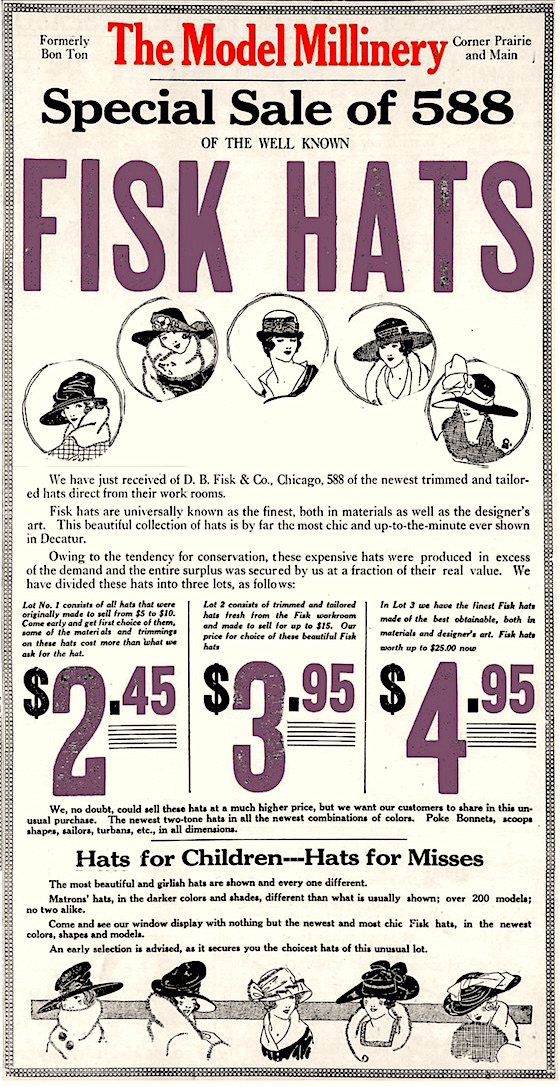 Formerly
Bon Ton
The Model Millinery
Corner Prairie
and Main
Special Sale of 588
OF THE WELL KNOWN
FISK HATS
We have just received of D. B. Fisk & Co., Chicago, 588 of the newest trimmed and tailor-
ed hats direct from their work rooms.
Fisk hats are universally known as the finest, both in materials as well as the designer's
art. This beautiful collection of hats is by far the most chic and up-to-the-minute ever shown
in Decatur.
Owing to the tendency for conservation, these expensive hats were produced in excess
of the demand and the entire surplus was secured by us at a fraction of their real value. We
have divided these hats into three lots, as follows:
Lot No. 1 consists of all hats that were
originally made to sell from $5 to $10.
Come early and get first choice of them,
some of the materials and trimmings
on these hats cost more than what we
ask for the hat.
$2.45
Lot 2 consists of trimmed and tailored
hats fresh from the Fisk workroom
and made to sell for up to $15. Our
price for choice of these beautiful Fisk
hats
$3.95
In Lot 3 we have the finest Fisk hats
made of the best obtainable, both in
materials and designer's art. Fisk hats
worth up to $25.00 now
$4.95
We, no doubt, could sell these hats at a much higher price, but we want our customers to share in this un-
usual purchase. The newest two-tone hats in all the newest combinations of colors. Poke Bonnets, scoops
shapes, sailors, turbans, etc., in all dimensions.
Hats for Children---Hats for Misses
The most beautiful and girlish hats are shown and every one different.
Matrons' hats, in the darker colors and shades, different than what is usually shown; over 200 models;
no two alike.
Come and see our window display with nothing but the newest and most chic Fisk hats, in the newest
colors, shapes and models.
An early selection is advised, as it secures you the choicest hats of this unusual lot.